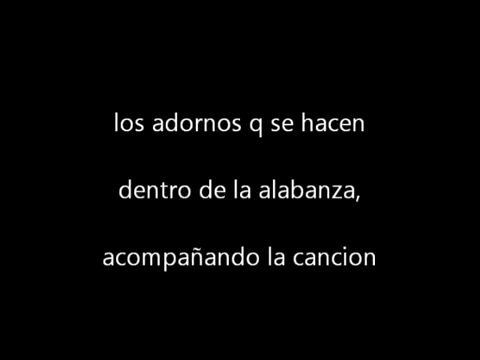 los adornos q se hacen
dentro de la alabanza,
acompañando la cancion